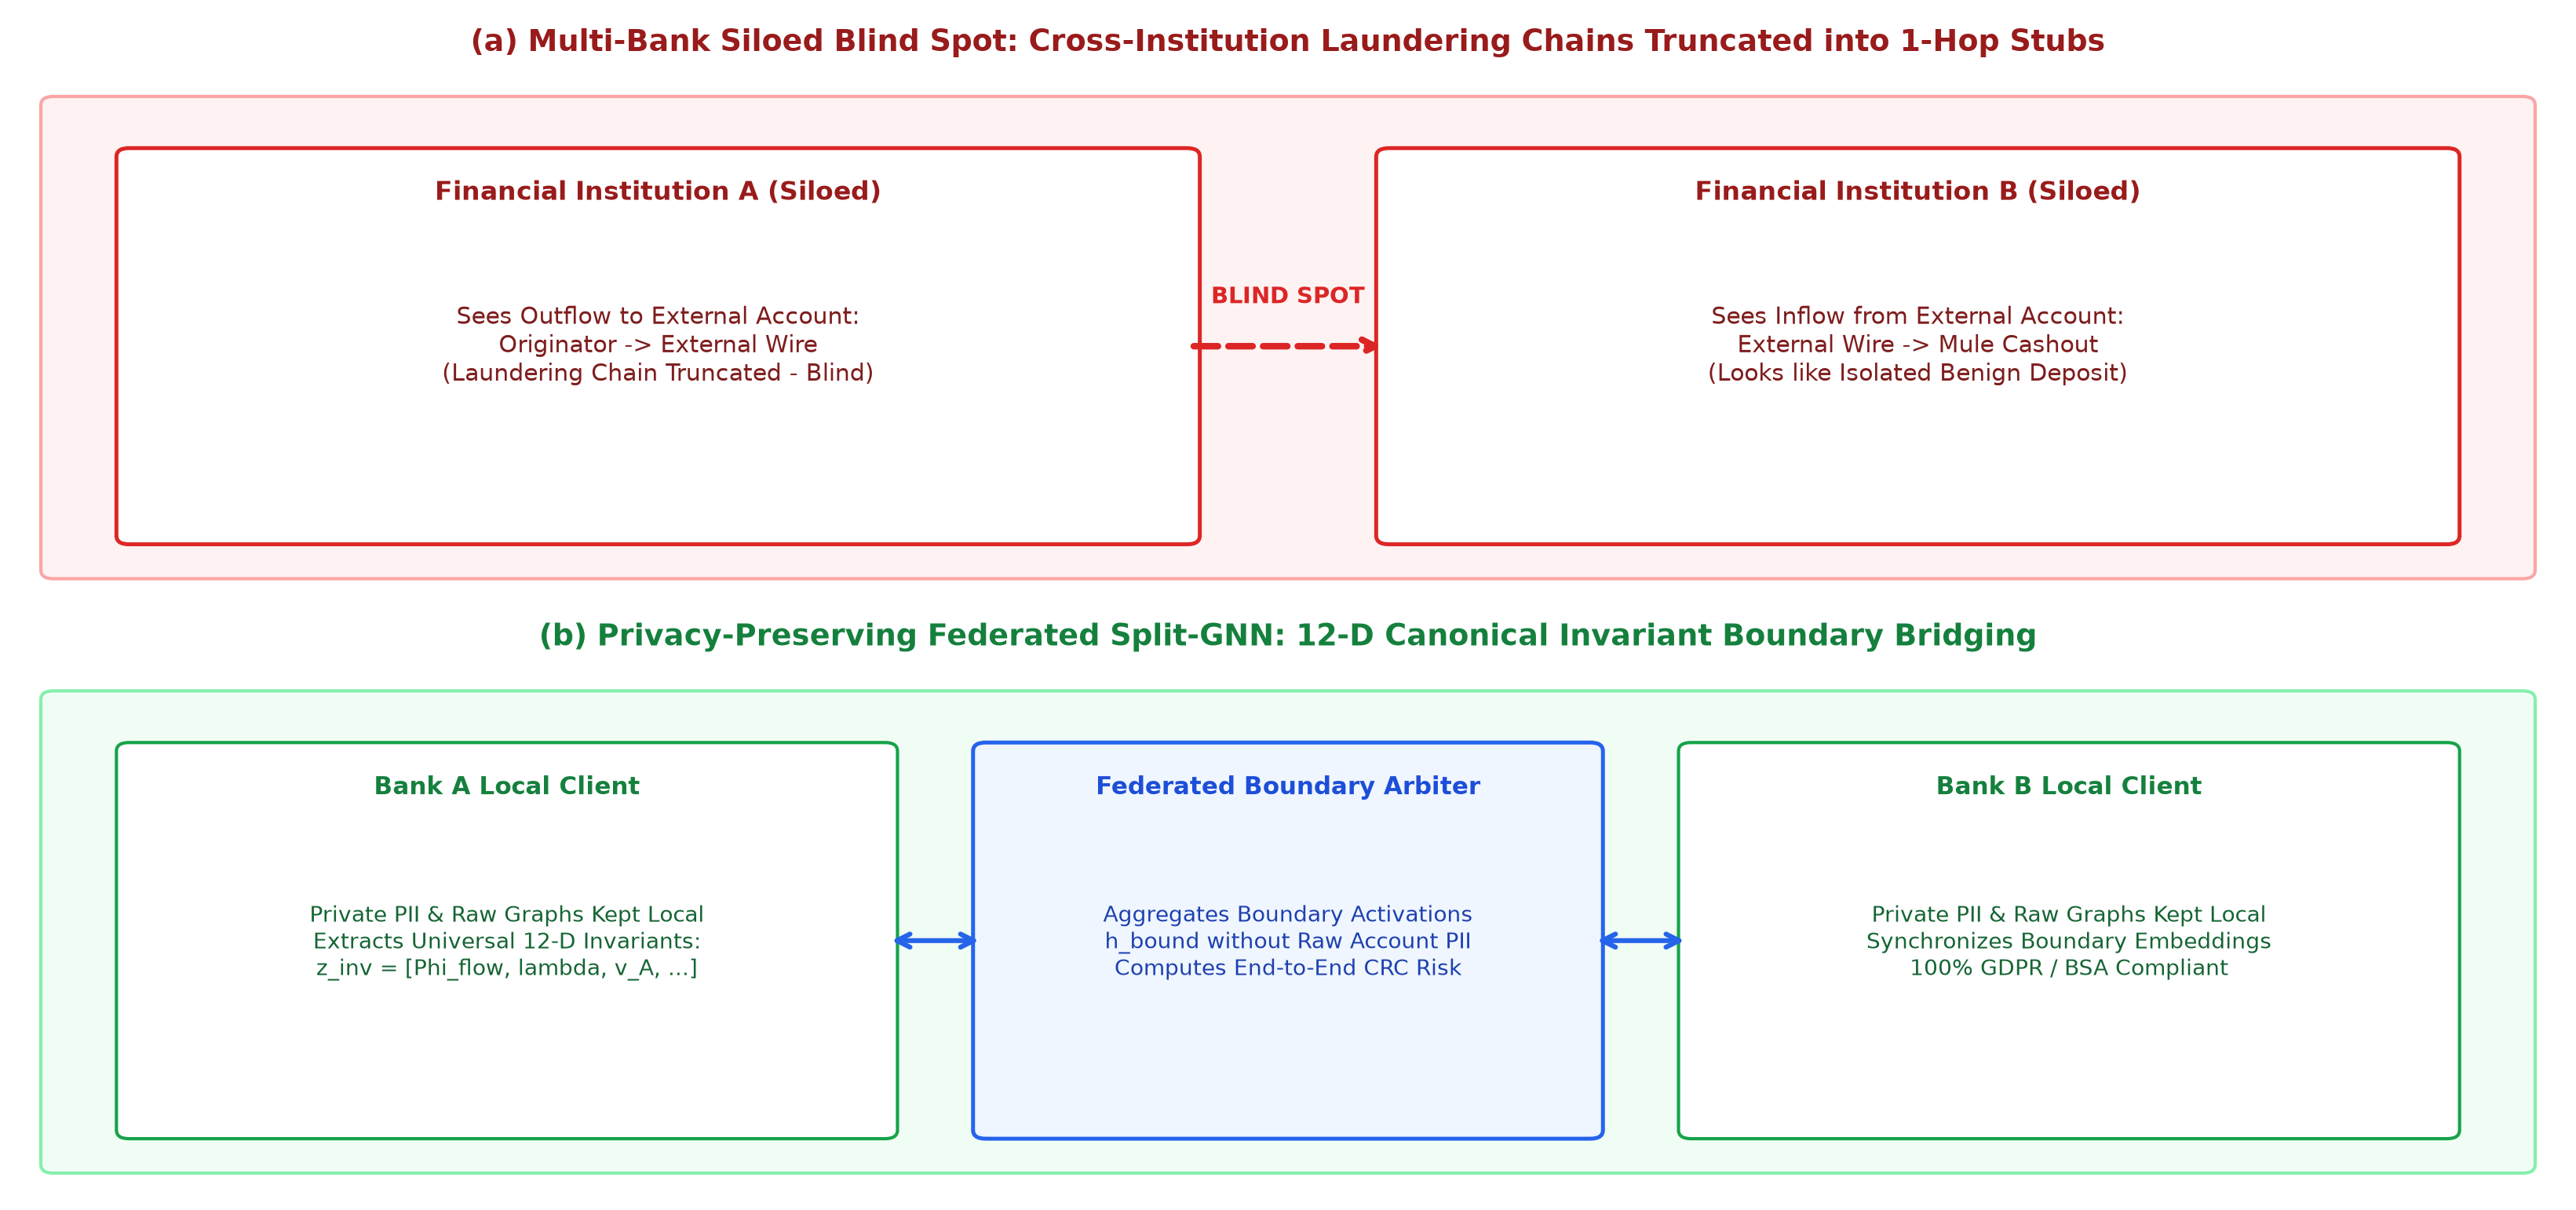 (a) Multi-Bank Siloed Blind Spot: Cross-Institution Laundering Chains Truncated into 1-Hop Stubs
Financial Institution A (Siloed)
Sees Outflow to External Account:
Originator -> External Wire
(Laundering Chain Truncated - Blind)
BLIND SPOT
Financial Institution B (Siloed)
Sees Inflow from External Account:
External Wire -> Mule Cashout
(Looks like Isolated Benign Deposit)
(b) Privacy-Preserving Federated Split-GNN: 12-D Canonical Invariant Boundary Bridging
Bank A Local Client
Private PII & Raw Graphs Kept Local
Extracts Universal 12-D Invariants:
z_inv = [Phi_flow, lambda, v_A, ...]
Federated Boundary Arbiter
Aggregates Boundary Activations
h_bound without Raw Account PII
Computes End-to-End CRC Risk
Bank B Local Client
Private PII & Raw Graphs Kept Local
Synchronizes Boundary Embeddings
100% GDPR / BSA Compliant